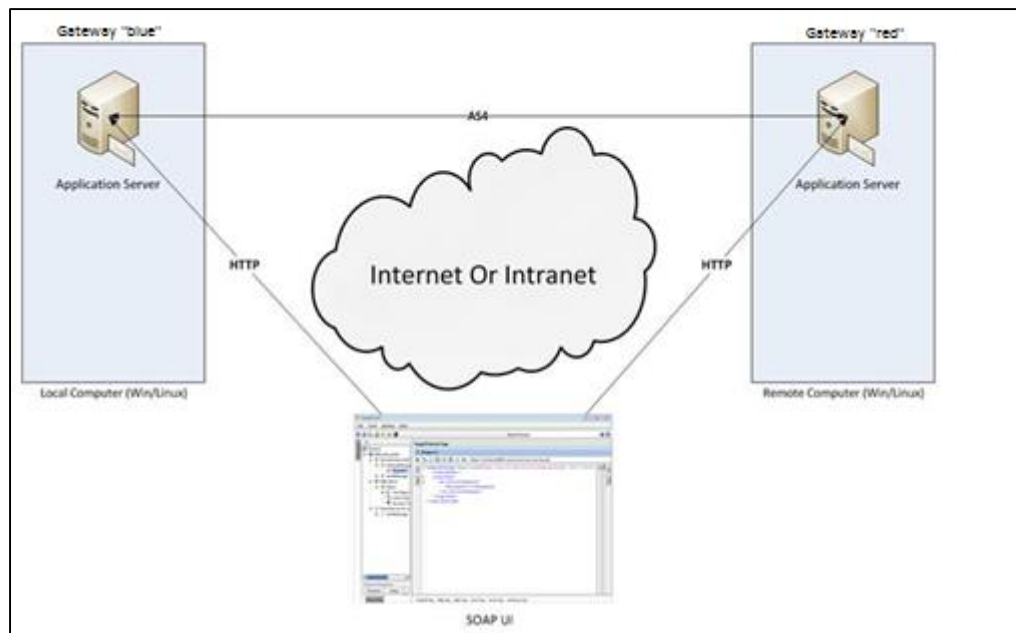 Gateway "blue"
Gateway "red"
AS4
Application Server
Application Server
HTTP
HTTP
Internet Or Intranet
Local Computer (Win/Linux)
Remote Computer (Win/Linux)
SOAP UI